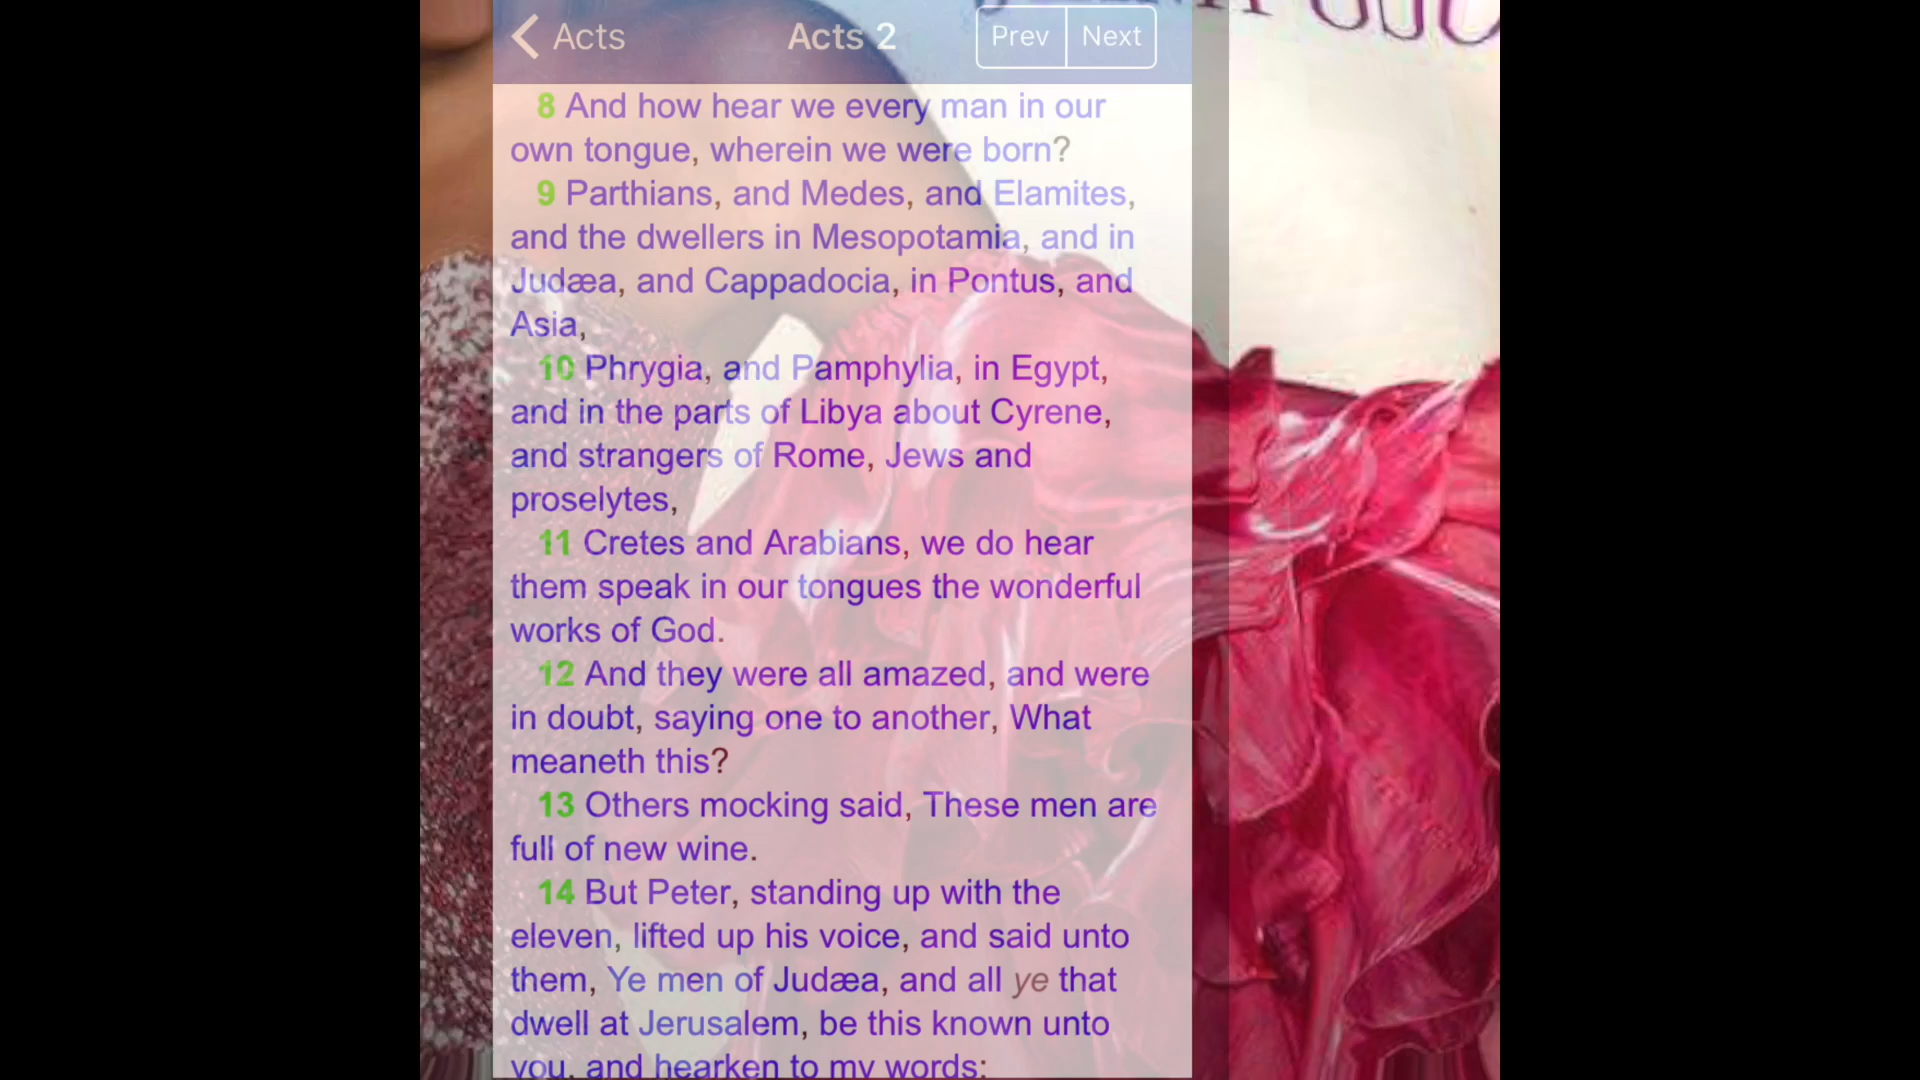 Acts
Acts 2
Prev Next
8 And how hear we every man in our
own tongue, wherein we were born?
9 Parthians, and Medes, and Elamites,
and the dwellers in Mesopotamia, and in
Judæa, and Cappadocia, in Pontus, and
Asia,
10 Phrygia, and Pamphylia, in Egypt,
and in the parts of Libya about Cyrene,
and strangers of Rome, Jews and
proselytes,
11 Cretes and Arabians, we do hear
them speak in our tongues the wonderful
works of God.
12 And they were all amazed, and were
in doubt, saying one to another, What
meaneth this?
13 Others mocking said, These men are
full of new wine.
14 But Peter, standing up with the
eleven, lifted up his voice, and said unto
them, Ye men of Judæa, and all ye that
dwell at Jerusalem, be this known unto
you, and hearken to my words: